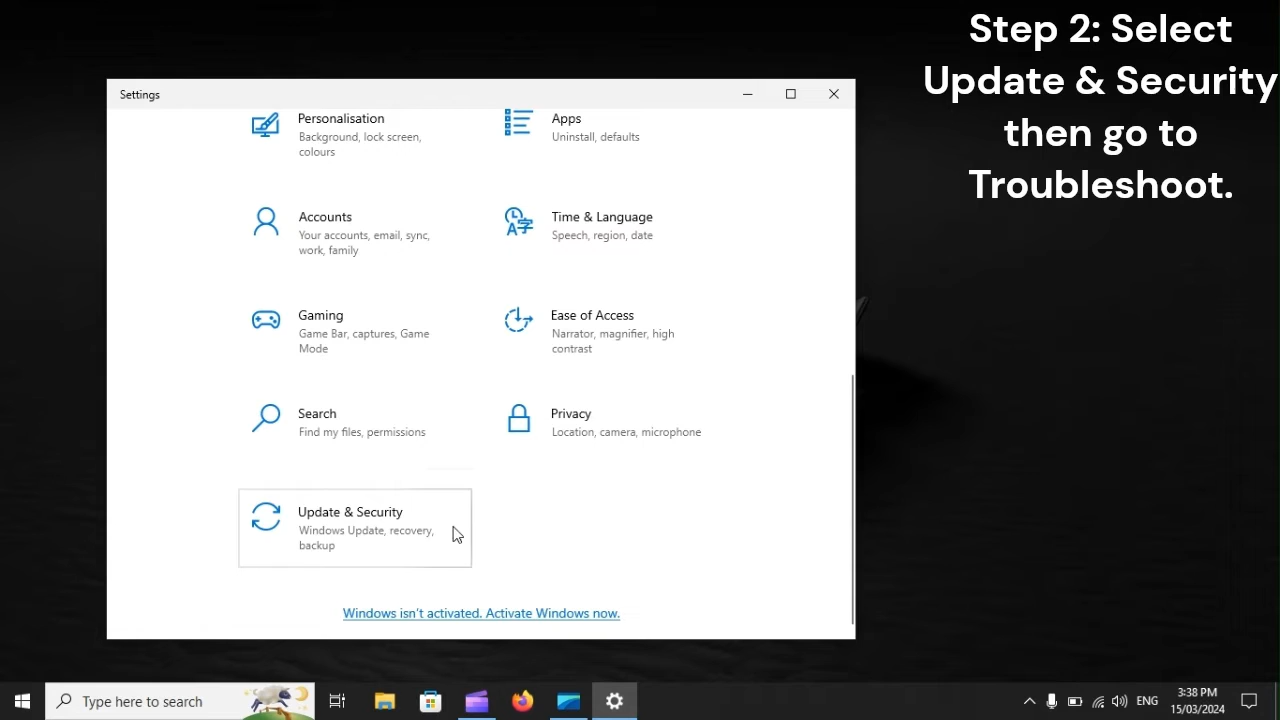 Step 2: Select
Update & Security
then go to
Troubleshoot.
Settings
Personalisation
Background, lock screen,
colours
Apps
Uninstall, defaults
Accounts
Your accounts, email, sync,
work, family
Time & Language
Speech, region, date
Gaming
Game Bar, captures, Game
Mode
Ease of Access
Narrator, magnifier, high
contrast
Search
Find my files, permissions
Privacy
Location, camera, microphone
Update & Security
Windows Update, recovery,
backup
Windows isn't activated. Activate Windows now.
Type here to search
ENG
3:38 PM
15/03/2024